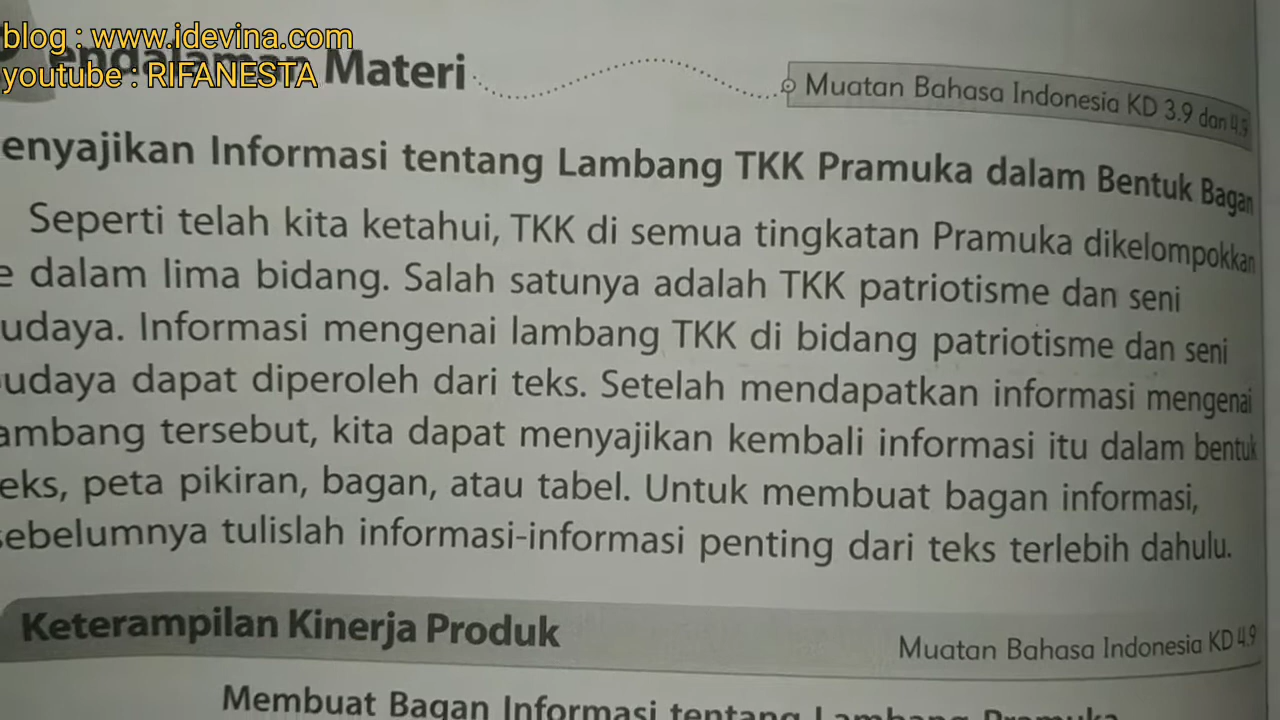 blog : www.idevina.com
youtube : RIFANESTA
Materi
Muatan Bahasa Indonesia KD 3.9 dan 4.9
enyajikan Informasi tentang Lambang TKK Pramuka dalam Bentuk Bagan
Seperti telah kita ketahui, TKK di semua tingkatan Pramuka dikelompokkan
e dalam lima bidang. Salah satunya adalah TKK patriotisme dan seni
udaya. Informasi mengenai lambang TKK di bidang patriotisme dan seni
udaya dapat diperoleh dari teks. Setelah mendapatkan informasi mengenai
ambang tersebut, kita dapat menyajikan kembali informasi itu dalam bentuk
eks, peta pikiran, bagan, atau tabel. Untuk membuat bagan informasi,
sebelumnya tulislah informasi-informasi penting dari teks terlebih dahulu.
Keterampilan Kinerja Produk
Muatan Bahasa Indonesia KD 4.9
Membuat Bagan Informasi tentang Lambang Pramuka